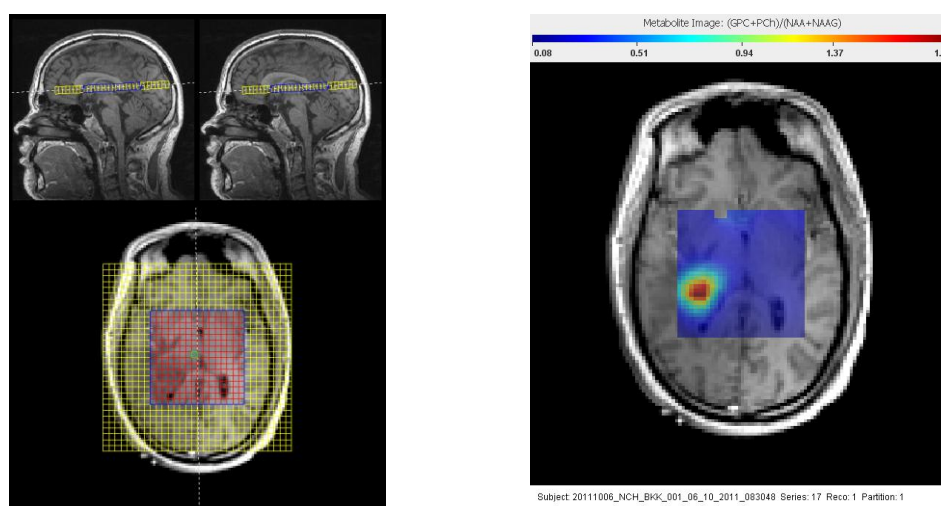 Metabolite Image: (GPC+PCh)/(NAA+NAAG)
0.08 0.51 0.94 1.37 1.
Subject: 20111006_NCH_BKK_001_06_10_2011_083048 Series: 17 Reco: 1 Partition: 1